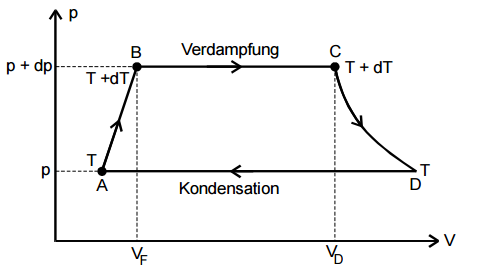 p
B
Verdampfung
C
p + dp
T +dT
T + dT
T
p
A
Kondensation
T
D
V
V_F
V_D